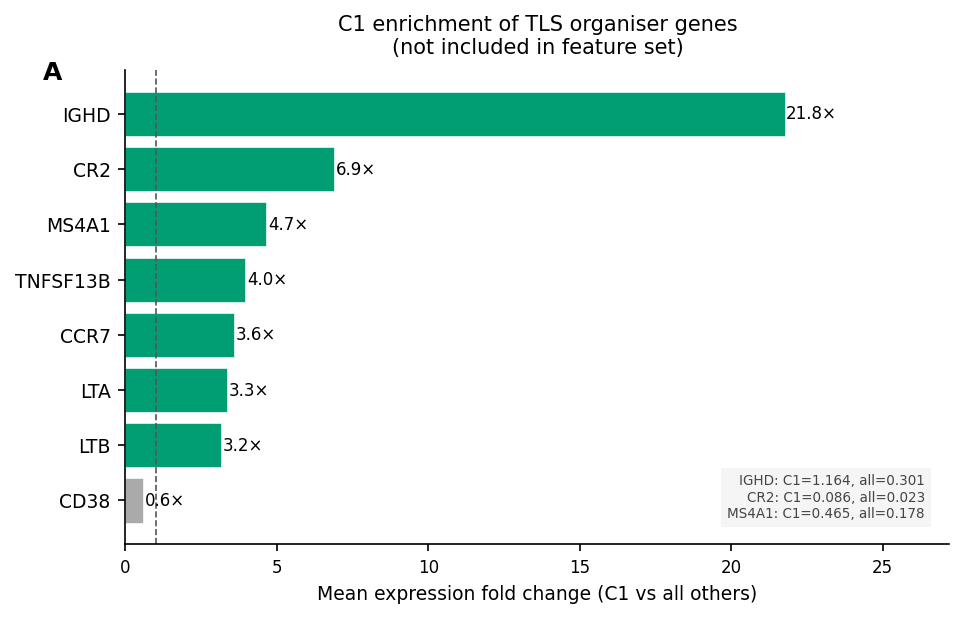 C1 enrichment of TLS organiser genes
(not included in feature set)
A
IGHD
21.8×
CR2
6.9×
MS4A1
4.7×
TNFSF13B
4.0×
CCR7
3.6×
LTA
3.3×
LTB
3.2×
CD38
0.6×
IGHD: C1=1.164, all=0.301
CR2: C1=0.086, all=0.023
MS4A1: C1=0.465, all=0.178
0 5 10 15 20 25
Mean expression fold change (C1 vs all others)